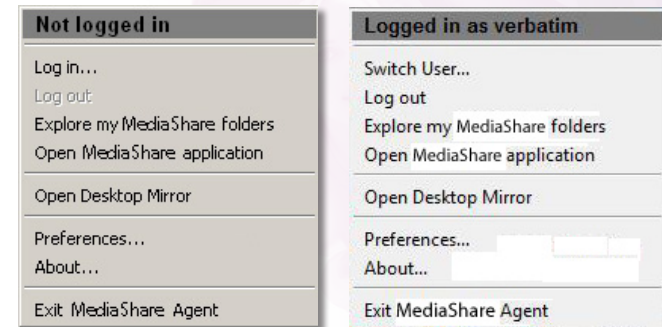 Not logged in
Log in...
Log out
Explore my MediaShare folders
Open MediaShare application
Open Desktop Mirror
Preferences...
About...
Exit MediaShare Agent
Logged in as verbatim
Switch User...
Log out
Explore my MediaShare folders
Open MediaShare application
Open Desktop Mirror
Preferences...
About...
Exit MediaShare Agent